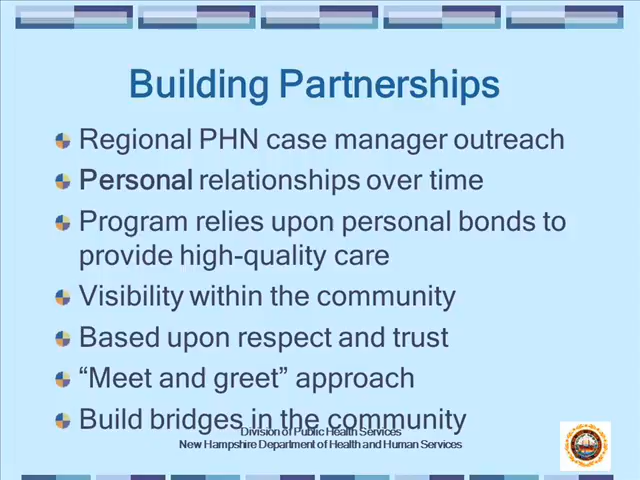 Building Partnerships
Regional PHN case manager outreach
Personal relationships over time
Program relies upon personal bonds to
provide high-quality care
Visibility within the community
Based upon respect and trust
“Meet and greet” approach
Build bridges in the community
Division of Public Health Services
New Hampshire Department of Health and Human Services